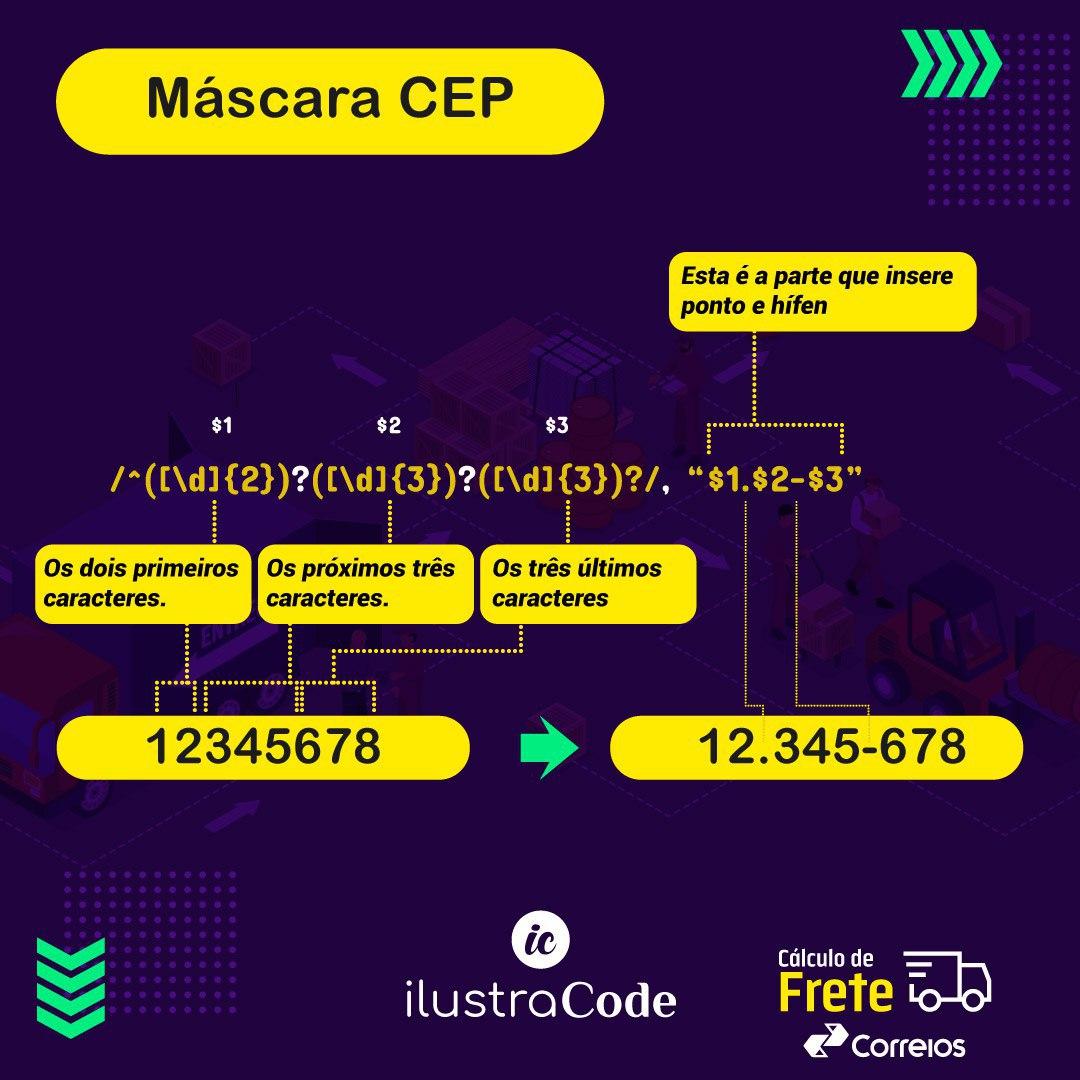 Máscara CEP
Esta é a parte que insere
ponto e hífen
$1 $2 $3
/^([\d]{2})?([\d]{3})?([\d]{3})?/, “$1.$2-$3”
Os dois primeiros
caracteres.
Os próximos três
caracteres.
Os três últimos
caracteres
12345678
12.345-678
ic
ilustraCode
Cálculo de
Frete
Correios